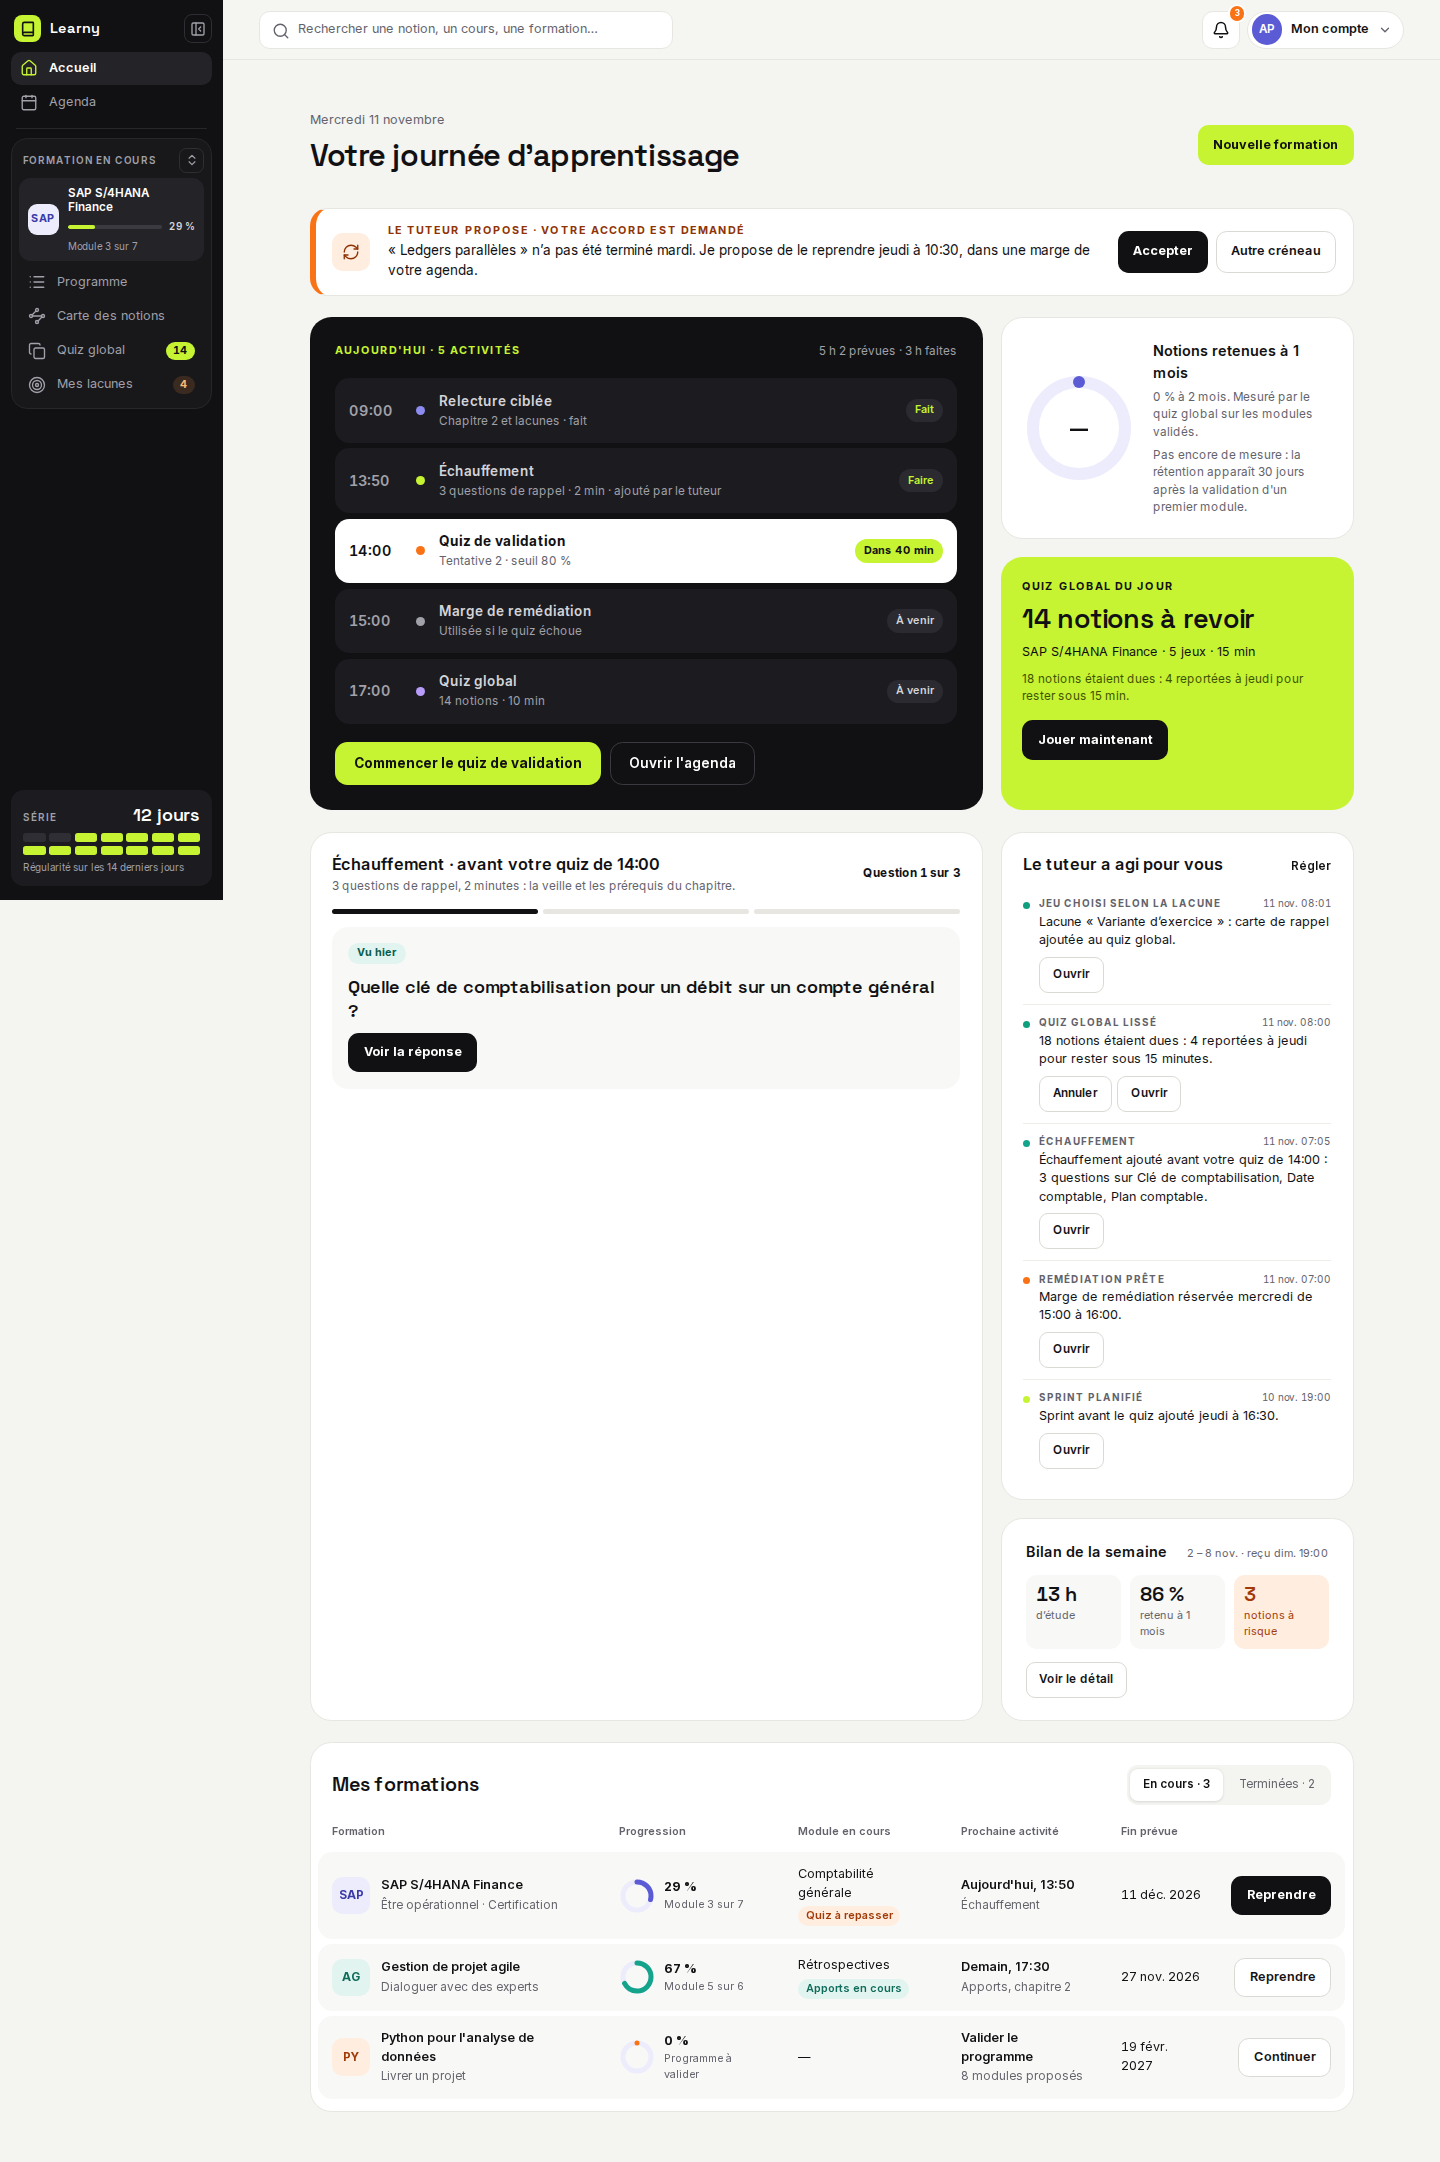 Learny
Accueil
Agenda
FORMATION EN COURS
SAP
SAP S/4HANA
Finance
29 %
Module 3 sur 7
Programme
Carte des notions
Quiz global
14
Mes lacunes
4
SÉRIE
12 jours
Régularité sur les 14 derniers jours
Rechercher une notion, un cours, une formation...
3
AP
Mon compte
Mercredi 11 novembre
Votre journée d’apprentissage
Nouvelle formation
LE TUTEUR PROPOSE · VOTRE ACCORD EST DEMANDÉ
« Ledgers parallèles » n’a pas été terminé mardi. Je propose de le reprendre jeudi à 10:30, dans une marge de
votre agenda.
Accepter
Autre créneau
AUJOURD'HUI · 5 ACTIVITÉS
5 h 2 prévues · 3 h faites
09:00
Relecture ciblée
Chapitre 2 et lacunes · fait
Fait
13:50
Échauffement
3 questions de rappel · 2 min · ajouté par le tuteur
Faire
14:00
Quiz de validation
Tentative 2 · seuil 80 %
Dans 40 min
15:00
Marge de remédiation
Utilisée si le quiz échoue
À venir
17:00
Quiz global
14 notions · 10 min
À venir
Commencer le quiz de validation
Ouvrir l'agenda
—
Notions retenues à 1
mois
0 % à 2 mois. Mesuré par le
quiz global sur les modules
validés.
Pas encore de mesure : la
rétention apparaît 30 jours
après la validation d'un
premier module.
QUIZ GLOBAL DU JOUR
14 notions à revoir
SAP S/4HANA Finance · 5 jeux · 15 min
18 notions étaient dues : 4 reportées à jeudi pour
rester sous 15 min.
Jouer maintenant
Échauffement · avant votre quiz de 14:00
3 questions de rappel, 2 minutes : la veille et les prérequis du chapitre.
Question 1 sur 3
Vu hier
Quelle clé de comptabilisation pour un débit sur un compte général
?
Voir la réponse
Le tuteur a agi pour vous
Régler
JEU CHOISI SELON LA LACUNE
11 nov. 08:01
Lacune « Variante d’exercice » : carte de rappel
ajoutée au quiz global.
Ouvrir
QUIZ GLOBAL LISSÉ
11 nov. 08:00
18 notions étaient dues : 4 reportées à jeudi
pour rester sous 15 minutes.
Annuler
Ouvrir
ÉCHAUFFEMENT
11 nov. 07:05
Échauffement ajouté avant votre quiz de 14:00 :
3 questions sur Clé de comptabilisation, Date
comptable, Plan comptable.
Ouvrir
REMÉDIATION PRÊTE
11 nov. 07:00
Marge de remédiation réservée mercredi de
15:00 à 16:00.
Ouvrir
SPRINT PLANIFIÉ
10 nov. 19:00
Sprint avant le quiz ajouté jeudi à 16:30.
Ouvrir
Bilan de la semaine
2 – 8 nov. · reçu dim. 19:00
13 h
d’étude
86 %
retenu à 1
mois
3
notions à
risque
Voir le détail
Mes formations
En cours · 3
Terminées · 2
Formation
Progression
Module en cours
Prochaine activité
Fin prévue
SAP
SAP S/4HANA Finance
Être opérationnel · Certification
29 %
Module 3 sur 7
Comptabilité
générale
Quiz à repasser
Aujourd'hui, 13:50
Échauffement
11 déc. 2026
Reprendre
AG
Gestion de projet agile
Dialoguer avec des experts
67 %
Module 5 sur 6
Rétrospectives
Apports en cours
Demain, 17:30
Apports, chapitre 2
27 nov. 2026
Reprendre
PY
Python pour l'analyse de
données
Livrer un projet
0 %
Programme à
valider
—
Valider le
programme
8 modules proposés
19 févr.
2027
Continuer